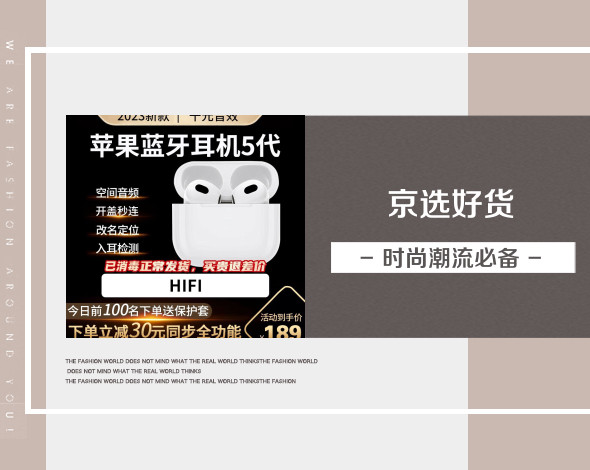 WE ARE FASHION AROUND YOU!
2023新款 | 十元音效
苹果蓝牙耳机5代
空间音频
开盖秒连
改名定位
入耳检测
已消毒正常发货，买贵退差价
HIFI
今日前100名下单送保护套
下单立减30元同步全功能
活动到手价
¥189
京选好货
- 时尚潮流必备 -
THE FASHION WORLD DOES NOT MIND WHAT THE REAL WORLD THINKSTHE FASHION WORLD
DOES NOT MIND WHAT THE REAL WORLD THINKS
THE FASHION WORLD DOES NOT MIND WHAT THE REAL WORLD THINKSTHE FASHION